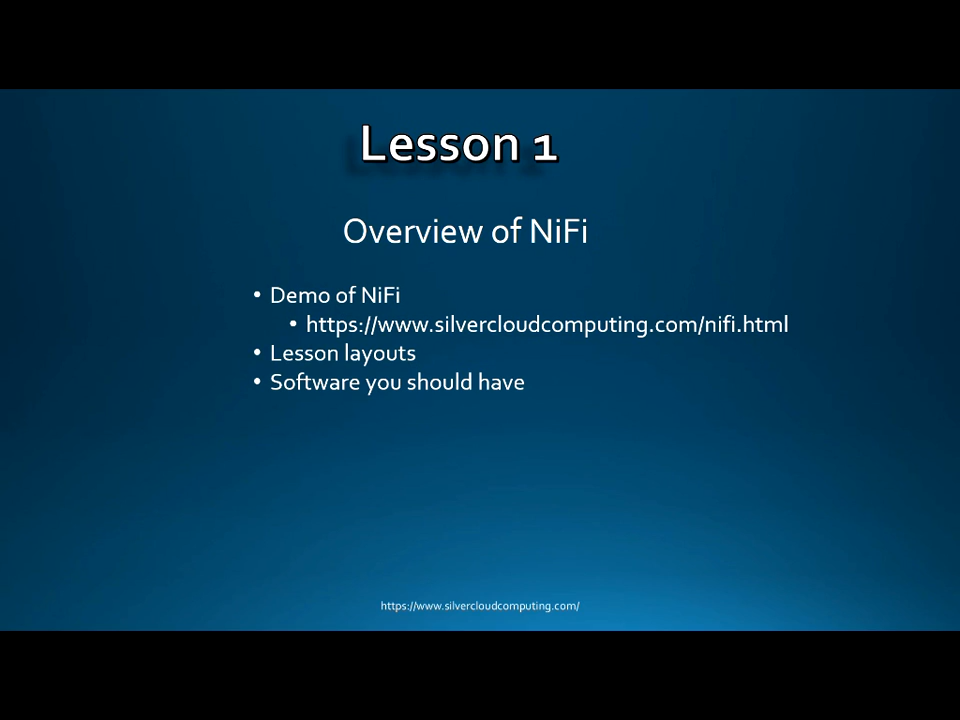 Lesson 1
Overview of NiFi
• Demo of NiFi
• https://www.silvercloudcomputing.com/nifi.html
• Lesson layouts
• Software you should have
https://www.silvercloudcomputing.com/